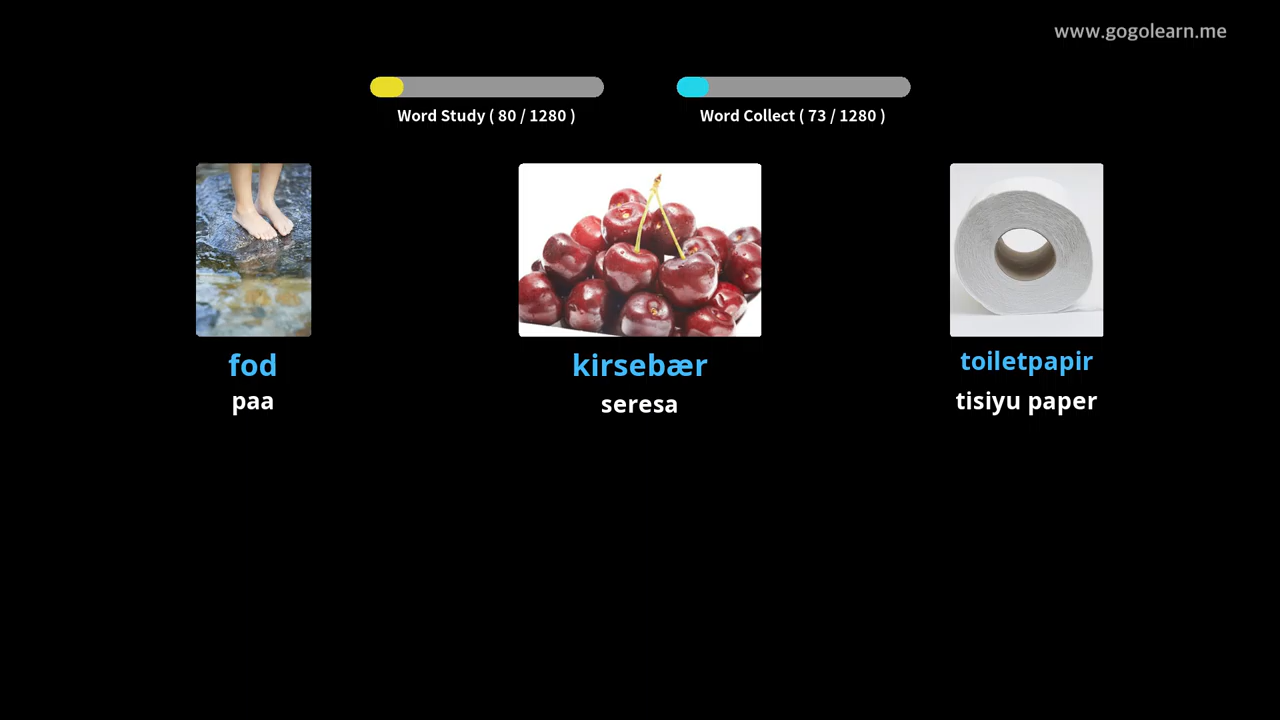 www.gogolearn.me
Word Study ( 80 / 1280 )
Word Collect ( 73 / 1280 )
fod
kirsebær
toiletpapir
paa
seresa
tisiyu paper